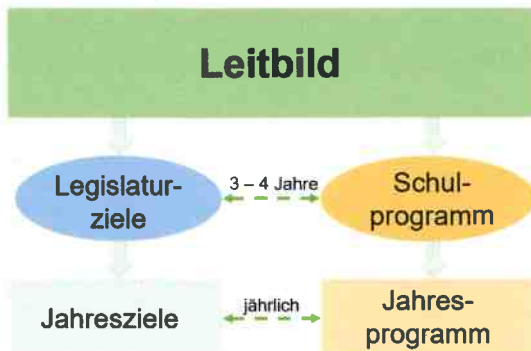 Leitbild
Legislatur-
ziele
3 – 4 Jahre
Schul-
programm
Jahresziele
jährlich
Jahres-
programm